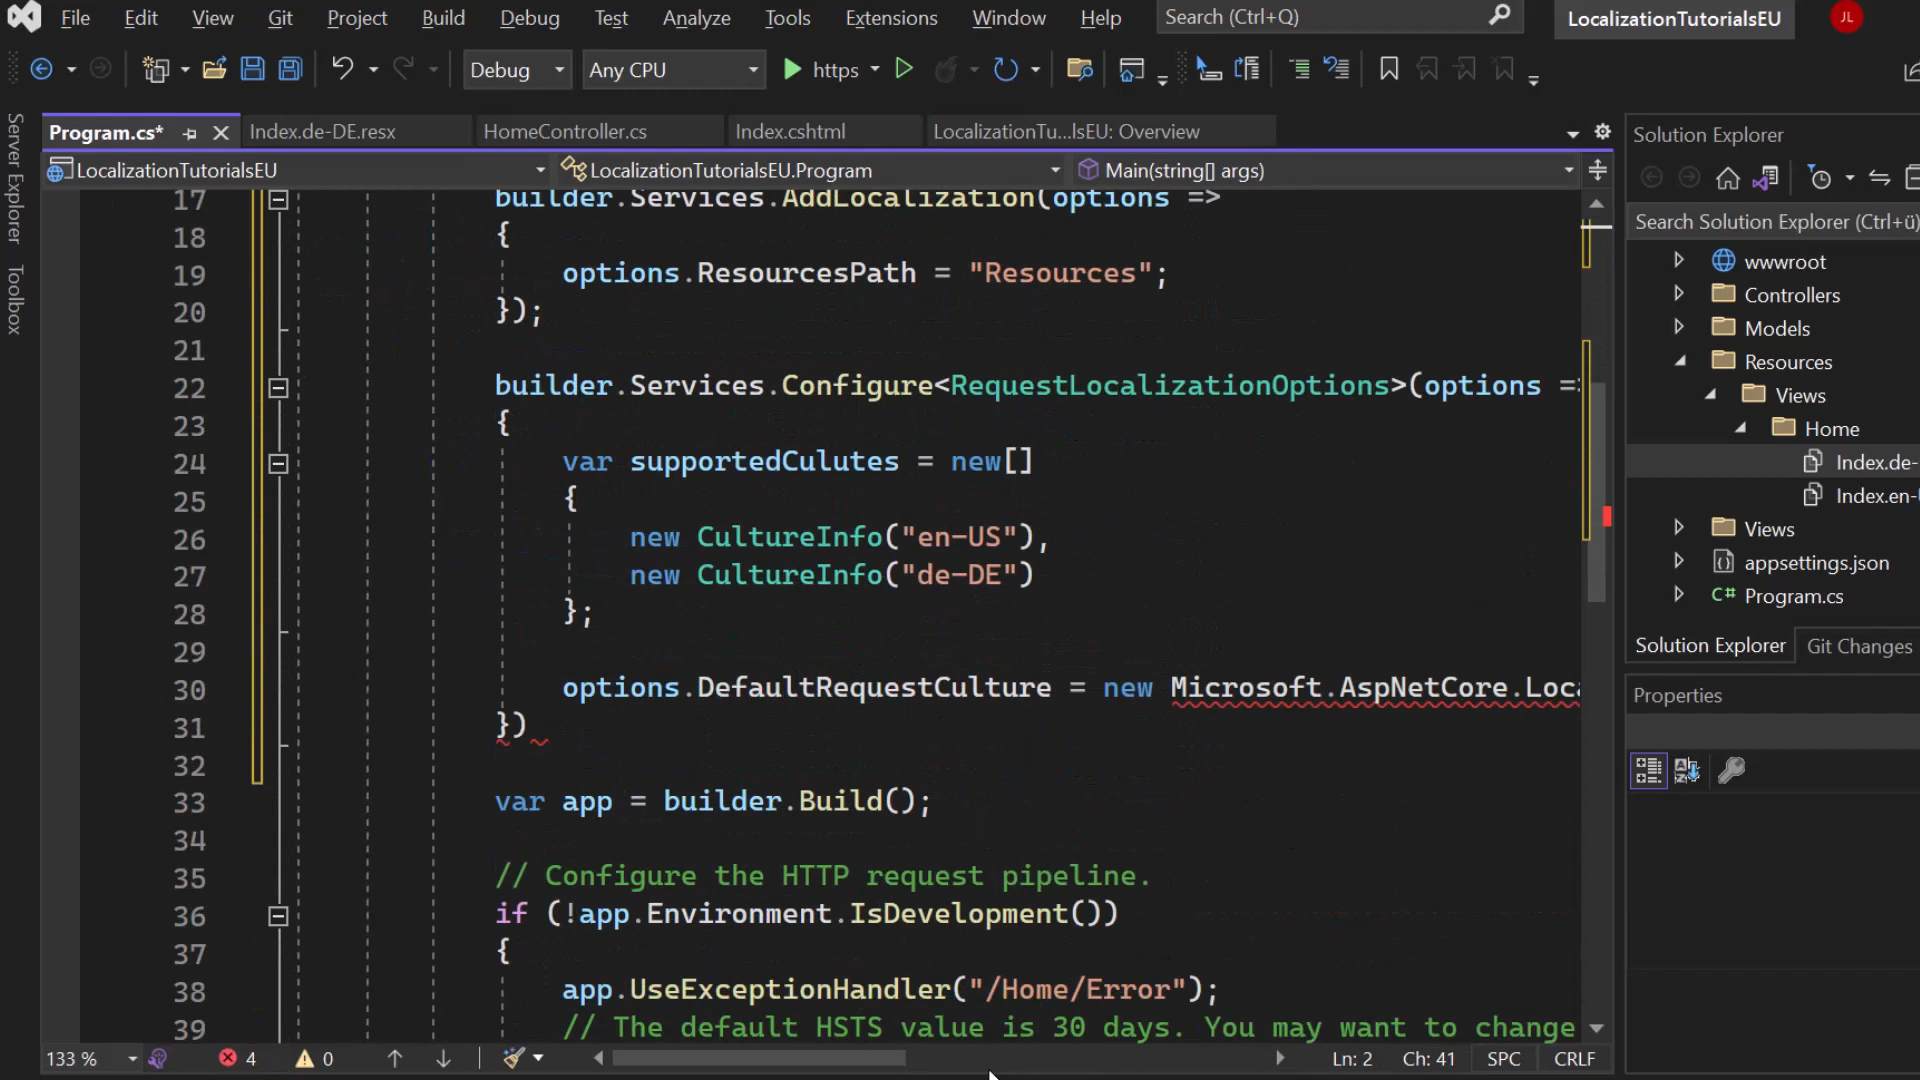 File Edit View Git Project Build Debug Test Analyze Tools Extensions Window Help Search (Ctrl+Q) LocalizationTutorialsEU JL
Debug Any CPU https
Program.cs* Index.de-DE.resx HomeController.cs Index.cshtml LocalizationTu...lsEU: Overview
LocalizationTutorialsEU LocalizationTutorialsEU.Program Main(string[] args)
Server Explorer
Toolbox
17 builder.Services.AddLocalization(options =>
18 {
19 options.ResourcesPath = "Resources";
20 });
21
22 builder.Services.Configure<RequestLocalizationOptions>(options =>
23 {
24 var supportedCulutes = new[]
25 {
26 new CultureInfo("en-US"),
27 new CultureInfo("de-DE")
28 };
29
30 options.DefaultRequestCulture = new Microsoft.AspNetCore.Loca
31 })
32
33 var app = builder.Build();
34
35 // Configure the HTTP request pipeline.
36 if (!app.Environment.IsDevelopment())
37 {
38 app.UseExceptionHandler("/Home/Error");
39 // The default HSTS value is 30 days. You may want to change
133 % 4 0 Ln: 2 Ch: 41 SPC CRLF
Solution Explorer
Search Solution Explorer (Ctrl+ü)
wwwroot
Controllers
Models
Resources
Views
Home
Index.de-
Index.en-
Views
appsettings.json
C# Program.cs
Solution Explorer Git Changes
Properties